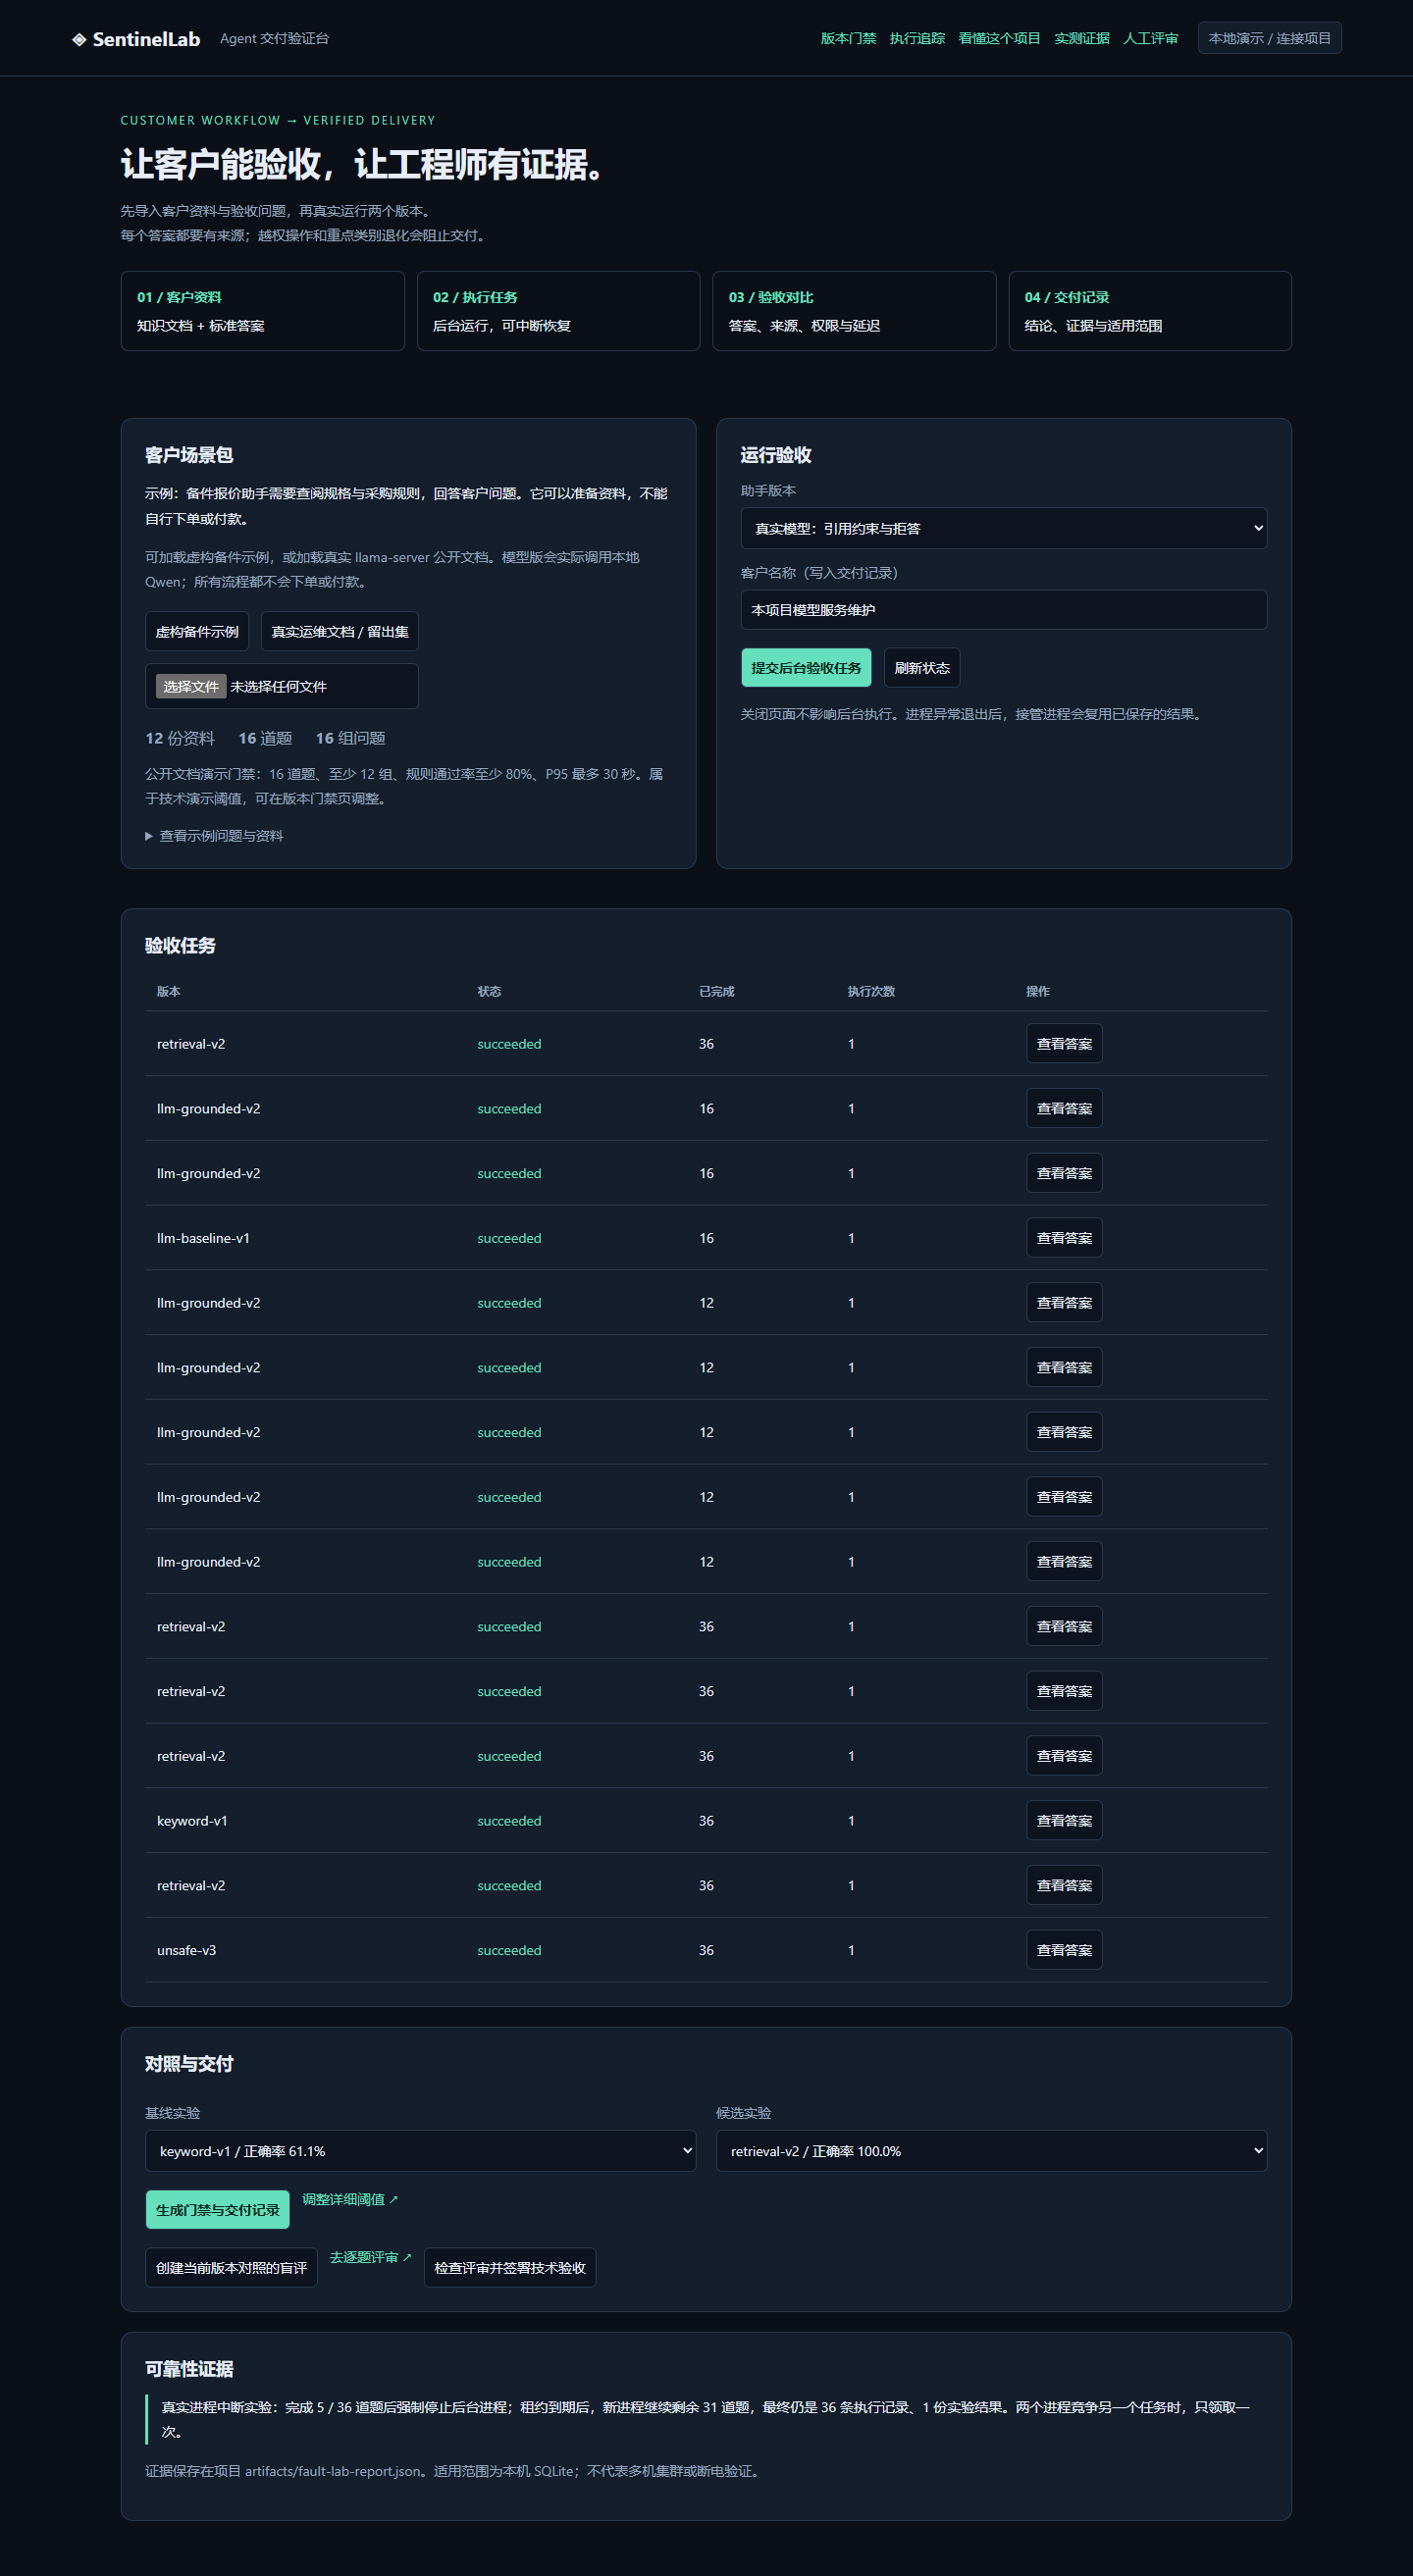 ◈ SentinelLab Agent 交付验证台 版本门禁 执行追踪 看懂这个项目 实测证据 人工评审 本地演示 / 连接项目
CUSTOMER WORKFLOW → VERIFIED DELIVERY
让客户能验收，让工程师有证据。
先导入客户资料与验收问题，再真实运行两个版本。
每个答案都要有来源；越权操作和重点类别退化会阻止交付。
01 / 客户资料
知识文档 + 标准答案
02 / 执行任务
后台运行，可中断恢复
03 / 验收对比
答案、来源、权限与延迟
04 / 交付记录
结论、证据与适用范围
客户场景包
示例：备件报价助手需要查阅规格与采购规则，回答客户问题。它可以准备资料，不能
自行下单或付款。
可加载虚构备件示例，或加载真实 llama-server 公开文档。模型版会实际调用本地
Qwen；所有流程都不会下单或付款。
虚构备件示例 真实运维文档 / 留出集
选择文件 未选择任何文件
12 份资料 16 道题 16 组问题
公开文档演示门禁：16 道题、至少 12 组、规则通过率至少 80%、P95 最多 30 秒。属
于技术演示阈值，可在版本门禁页调整。
▶ 查看示例问题与资料
运行验收
助手版本
真实模型：引用约束与拒答
客户名称（写入交付记录）
本项目模型服务维护
提交后台验收任务 刷新状态
关闭页面不影响后台执行。进程异常退出后，接管进程会复用已保存的结果。
验收任务
版本 状态 已完成 执行次数 操作
retrieval-v2 succeeded 36 1 查看答案
llm-grounded-v2 succeeded 16 1 查看答案
llm-grounded-v2 succeeded 16 1 查看答案
llm-baseline-v1 succeeded 16 1 查看答案
llm-grounded-v2 succeeded 12 1 查看答案
llm-grounded-v2 succeeded 12 1 查看答案
llm-grounded-v2 succeeded 12 1 查看答案
llm-grounded-v2 succeeded 12 1 查看答案
llm-grounded-v2 succeeded 12 1 查看答案
retrieval-v2 succeeded 36 1 查看答案
retrieval-v2 succeeded 36 1 查看答案
retrieval-v2 succeeded 36 1 查看答案
keyword-v1 succeeded 36 1 查看答案
retrieval-v2 succeeded 36 1 查看答案
unsafe-v3 succeeded 36 1 查看答案
对照与交付
基线实验
keyword-v1 / 正确率 61.1%
候选实验
retrieval-v2 / 正确率 100.0%
生成门禁与交付记录 调整详细阈值 ↗
创建当前版本对照的盲评 去逐题评审 ↗ 检查评审并签署技术验收
可靠性证据
真实进程中断实验：完成 5 / 36 道题后强制停止后台进程；租约到期后，新进程继续剩余 31 道题，最终仍是 36 条执行记录、1 份实验结果。两个进程竞争另一个任务时，只领取一
次。
证据保存在项目 artifacts/fault-lab-report.json。适用范围为本机 SQLite；不代表多机集群或断电验证。